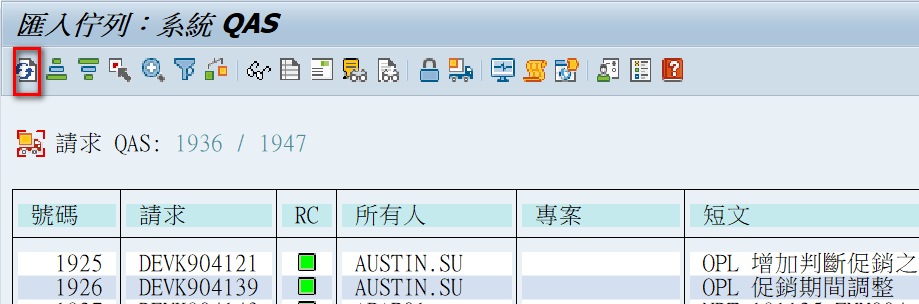 匯入佇列：系統 QAS
請求 QAS: 1936 / 1947
號碼 請求 RC 所有人 專案 短文
1925 DEVK904121 AUSTIN.SU OPL 增加判斷促銷之
1926 DEVK904139 AUSTIN.SU OPL 促銷期間調整